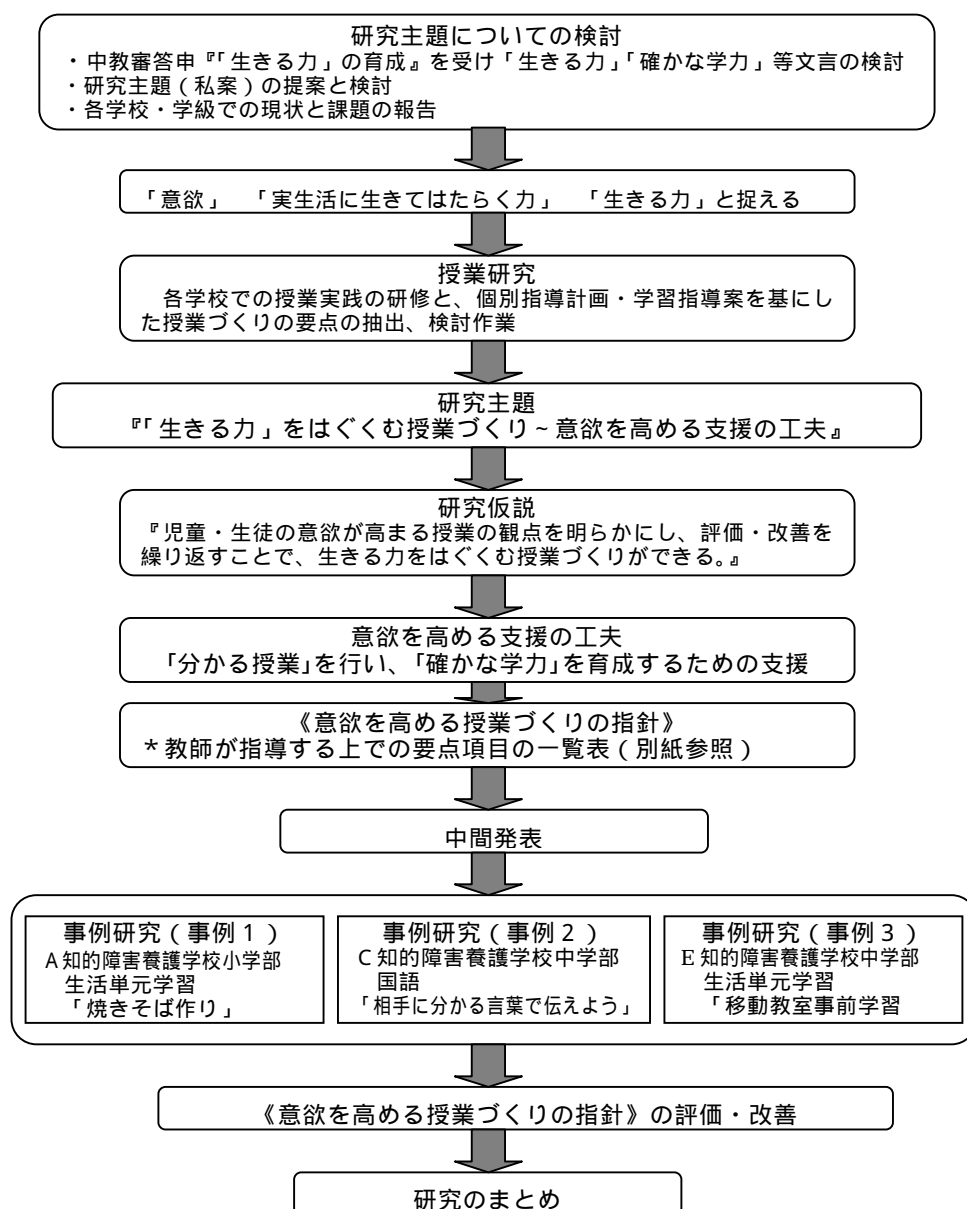 研究主題についての検討
・中教審答申『「生きる力」の育成』を受け「生きる力」「確かな学力」等文言の検討
・研究主題(私案)の提案と検討
・各学校・学級での現状と課題の報告
「意欲」　「実生活に生きてはたらく力」　「生きる力」と捉える
授業研究
各学校での授業実践の研修と、個別指導計画・学習指導案を基にし
た授業づくりの要点の抽出、検討作業
研究主題
『「生きる力」をはぐくむ授業づくり~意欲を高める支援の工夫』
研究仮説
『児童・生徒の意欲が高まる授業の観点を明らかにし、評価・改善を
繰り返すことで、生きる力をはぐくむ授業づくりができる。』
意欲を高める支援の工夫
「分かる授業」を行い、「確かな学力」を育成するための支援
《意欲を高める授業づくりの指針》
*教師が指導する上での要点項目の一覧表(別紙参照)
中間発表
事例研究(事例1)
A知的障害養護学校小学部
生活単元学習
「焼きそば作り」
事例研究(事例2)
C知的障害養護学校中学部
国語
「相手に分かる言葉で伝えよう」
事例研究(事例3)
E知的障害養護学校中学部
生活単元学習
「移動教室事前学習
《意欲を高める授業づくりの指針》の評価・改善
研究のまとめ